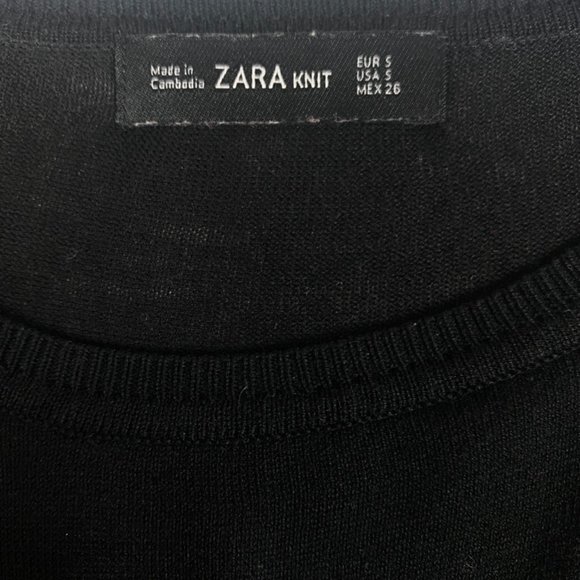 Made in
Cambodia
ZARA KNIT
EUR S
USA S
MEX 26